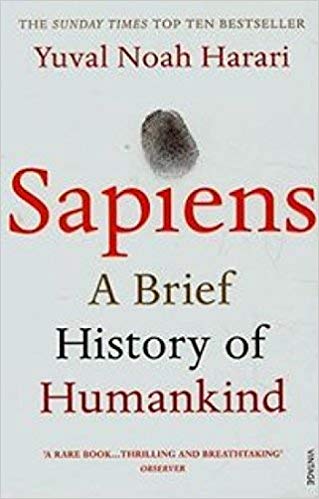 THE SUNDAY TIMES TOP TEN BESTSELLER
Yuval Noah Harari
Sapiens
A Brief
History of
Humankind
'A RARE BOOK...THRILLING AND BREATHTAKING'
OBSERVER
VINTAGE